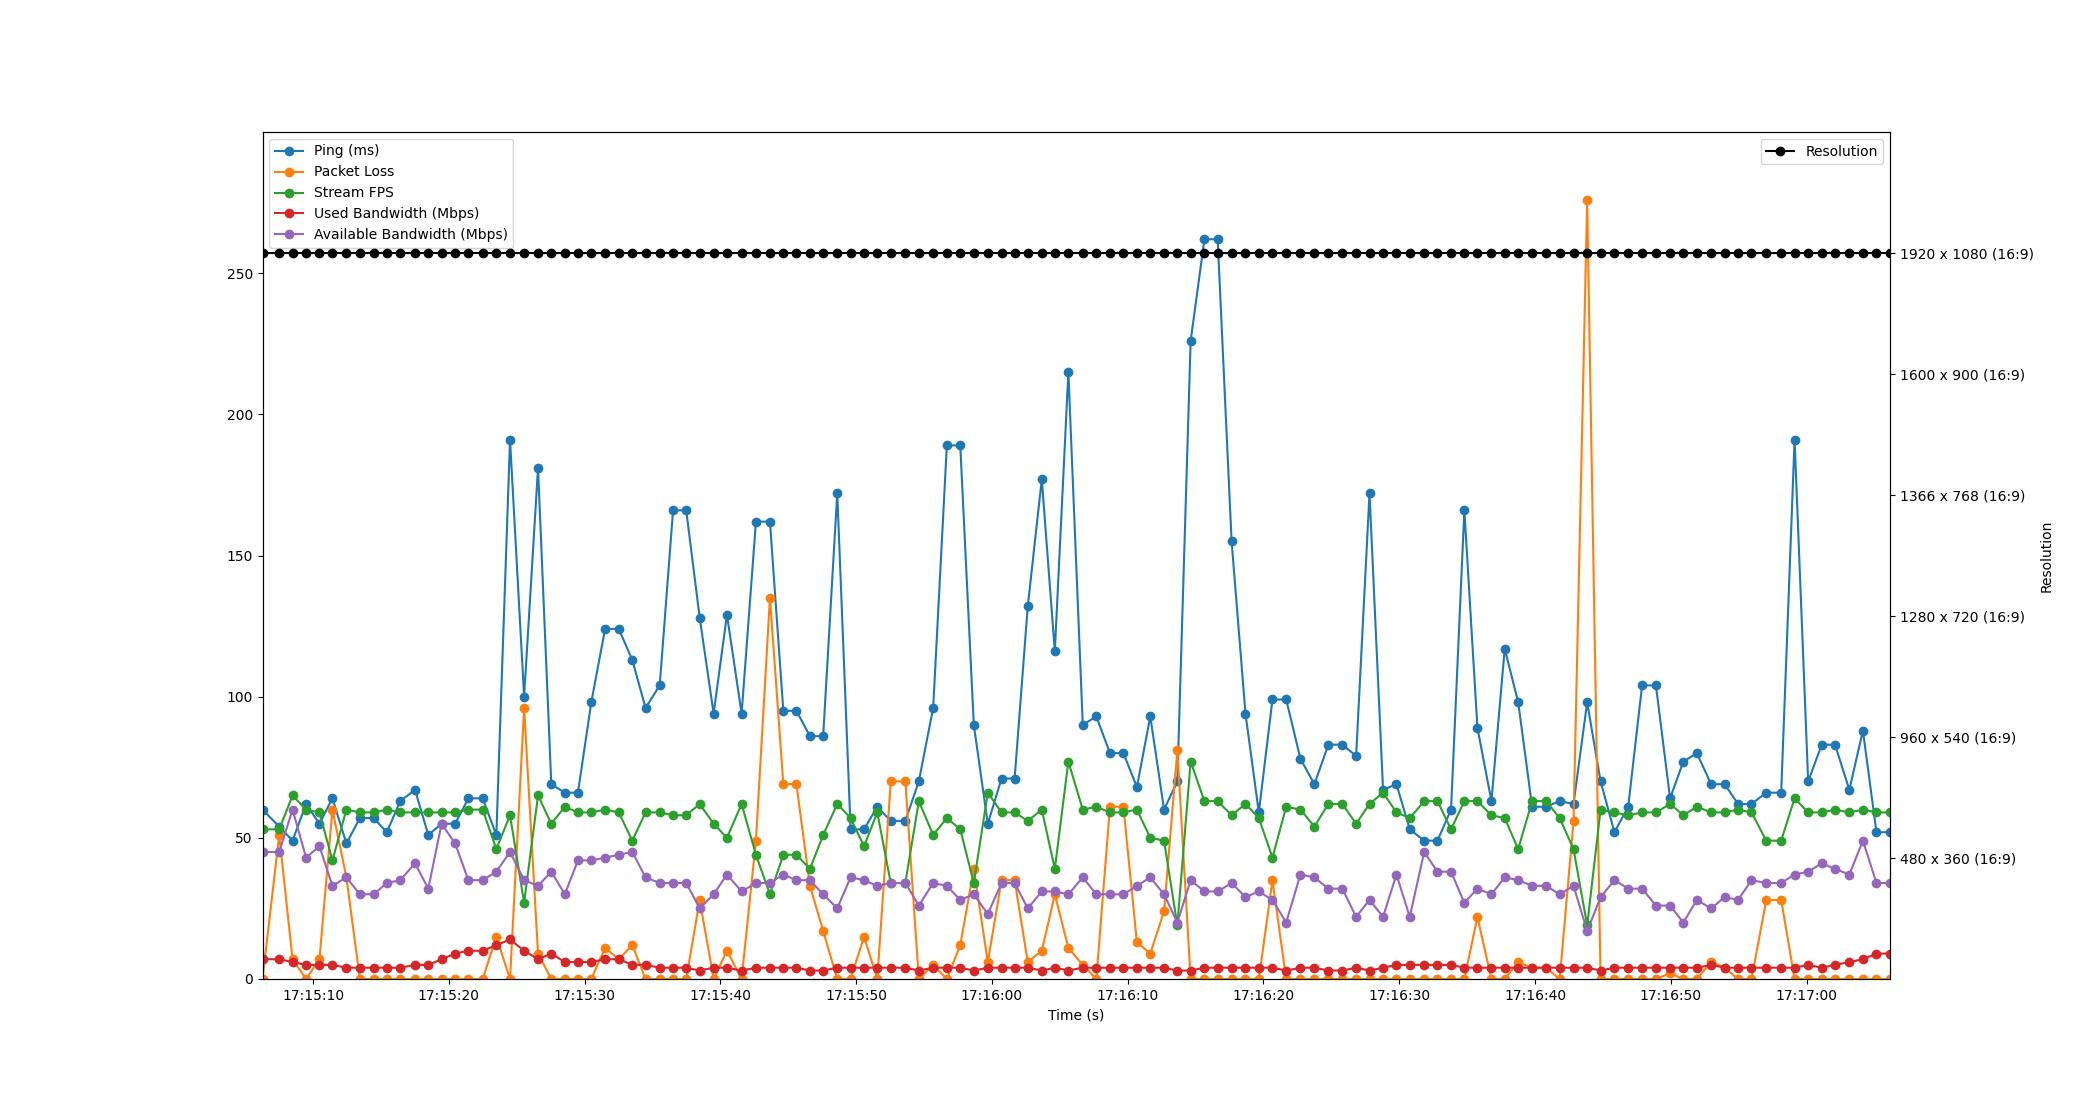 Ping (ms)
Packet Loss
Stream FPS
Used Bandwidth (Mbps)
Available Bandwidth (Mbps)
Resolution
250
200
150
100
50
0
1920 x 1080 (16:9)
1600 x 900 (16:9)
1366 x 768 (16:9)
1280 x 720 (16:9)
960 x 540 (16:9)
480 x 360 (16:9)
Resolution
17:15:10 17:15:20 17:15:30 17:15:40 17:15:50 17:16:00 17:16:10 17:16:20 17:16:30 17:16:40 17:16:50 17:17:00
Time (s)